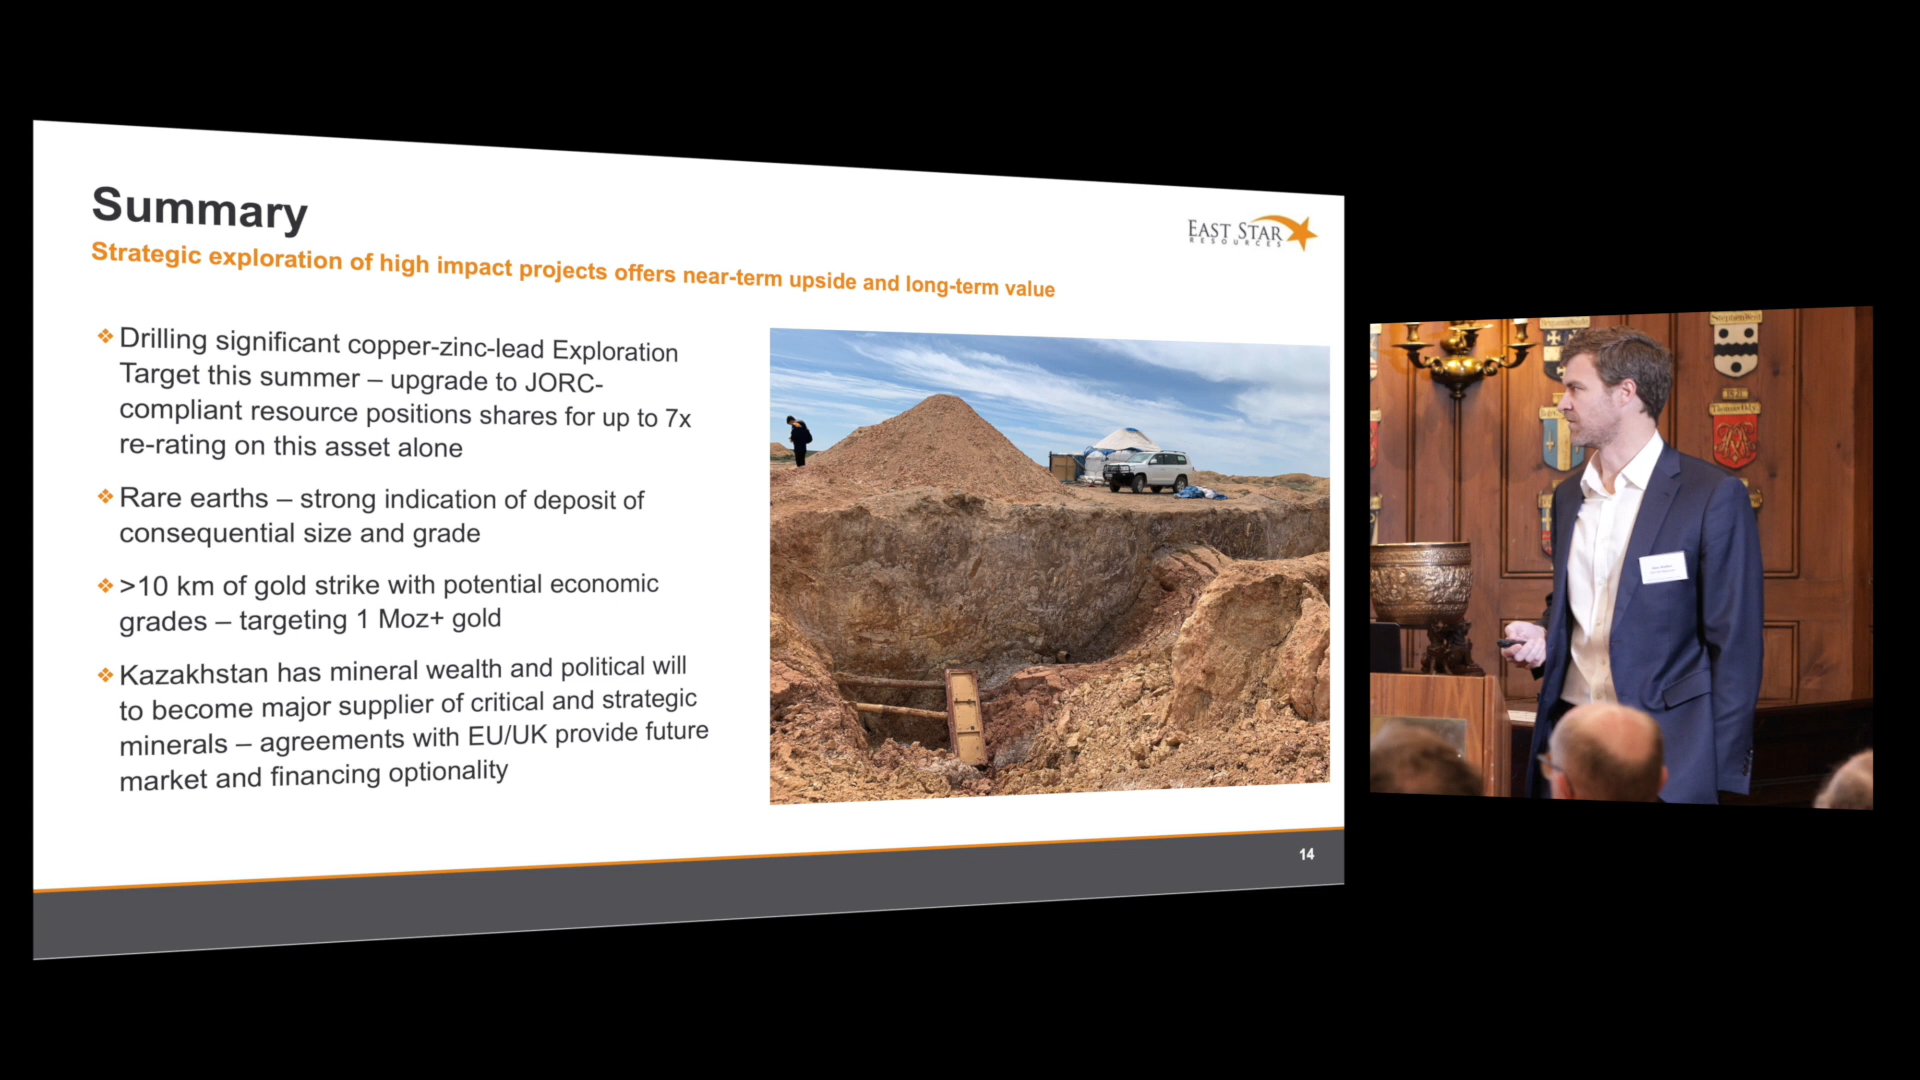 Summary
EAST STAR
RESOURCES
Strategic exploration of high impact projects offers near-term upside and long-term value
❖ Drilling significant copper-zinc-lead Exploration
Target this summer – upgrade to JORC-
compliant resource positions shares for up to 7x
re-rating on this asset alone
❖ Rare earths – strong indication of deposit of
consequential size and grade
❖ >10 km of gold strike with potential economic
grades – targeting 1 Moz+ gold
❖ Kazakhstan has mineral wealth and political will
to become major supplier of critical and strategic
minerals – agreements with EU/UK provide future
market and financing optionality
14